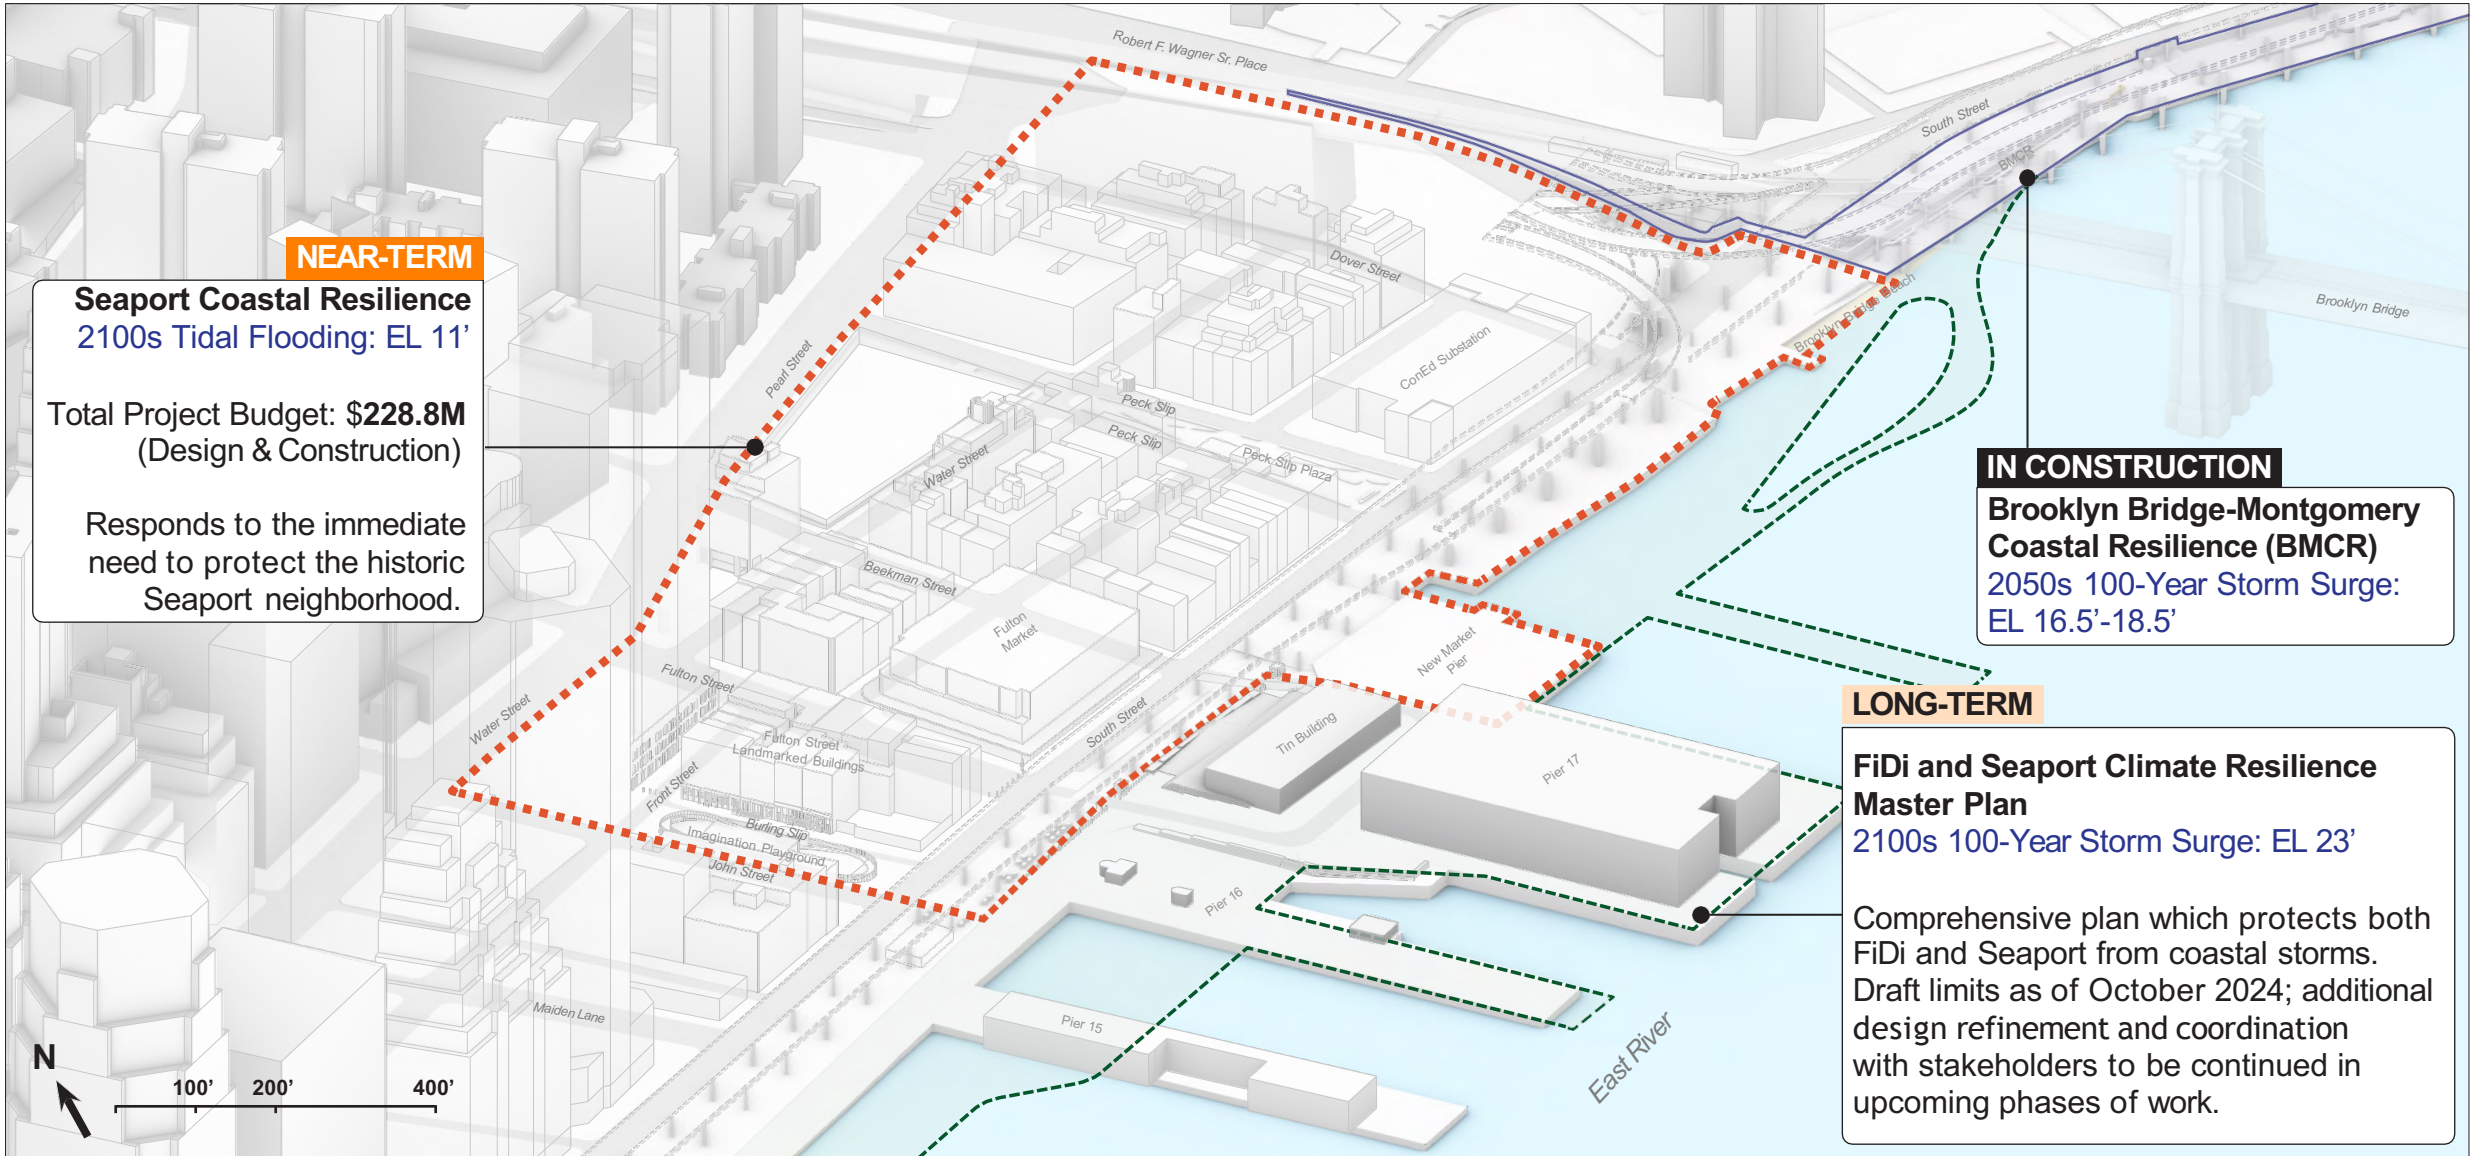 Robert F. Wagner Sr. Place
South Street
BMCR
Brooklyn Bridge
NEAR-TERM
Seaport Coastal Resilience
2100s Tidal Flooding: EL 11’
Total Project Budget: $228.8M
(Design & Construction)
Responds to the immediate
need to protect the historic
Seaport neighborhood.
Dover Street
Brooklyn Bridge Beach
Pearl Street
ConEd Substation
Peck Slip
Peck Slip
Peck Slip Plaza
Water Street
IN CONSTRUCTION
Brooklyn Bridge-Montgomery
Coastal Resilience (BMCR)
2050s 100-Year Storm Surge:
EL 16.5’-18.5’
Beekman Street
Fulton
Market
New Market
Pier
Fulton Street
Water Street
South Street
Fulton Street
Landmarked Buildings
Tin Building
Pier 17
Front Street
Burling Slip
Imagination Playground
John Street
Pier 16
LONG-TERM
FiDi and Seaport Climate Resilience
Master Plan
2100s 100-Year Storm Surge: EL 23’
Comprehensive plan which protects both
FiDi and Seaport from coastal storms.
Draft limits as of October 2024; additional
design refinement and coordination
with stakeholders to be continued in
upcoming phases of work.
Maiden Lane
Pier 15
East River
N
100’ 200’ 400’